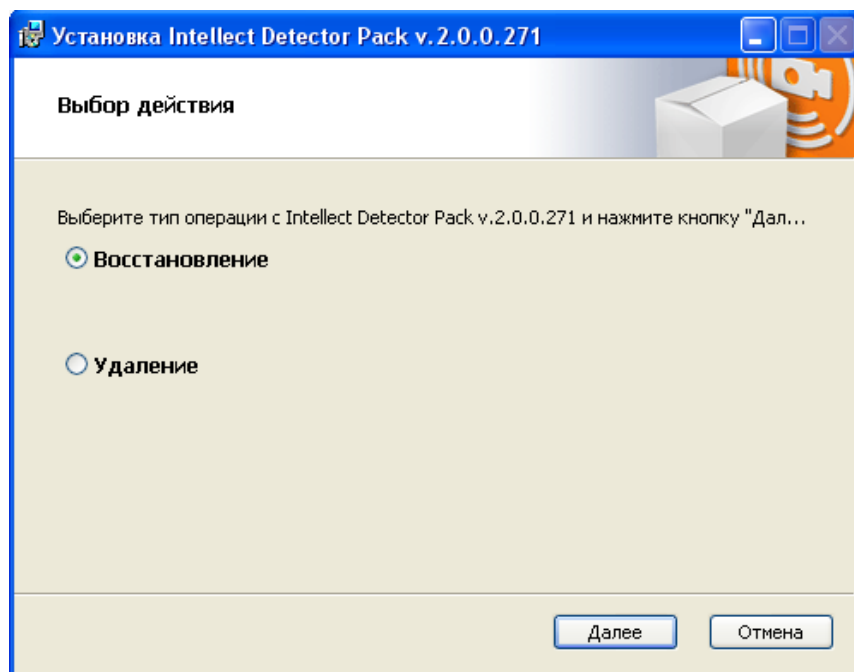 Установка Intellect Detector Pack v.2.0.0.271
Выбор действия
Выберите тип операции с Intellect Detector Pack v.2.0.0.271 и нажмите кнопку "Дал...
Восстановление
Удаление
Далее
Отмена